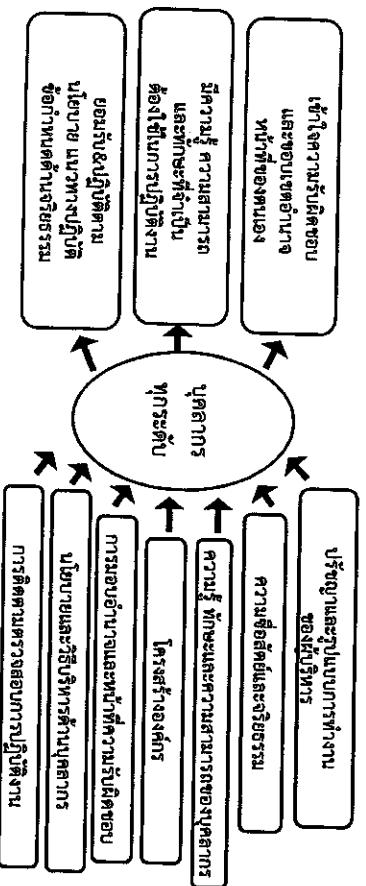 เข้าใจความรับผิดชอบ
และขอบเขตอำนาจ
หน้าที่ของตนเอง
มีความรู้ ความสามารถ
และทักษะที่จำเป็น
ต้องใช้ในการปฏิบัติงาน
ยอมรับ&ปฏิบัติตาม
นโยบาย แนวทางปฏิบัติ
ข้อกำหนดด้านจริยธรรม
บุคลากร
ทุกระดับ
ปรัชญาและรูปแบบการทำงาน
ของผู้บริหาร
ความซื่อสัตย์และจริยธรรม
ความรู้ ทักษะและความสามารถของบุคลากร
โครงสร้างองค์กร
การมอบอำนาจและหน้าที่ความรับผิดชอบ
นโยบายและวิธีบริหารด้านบุคลากร
การติดตามตรวจสอบการปฏิบัติงาน